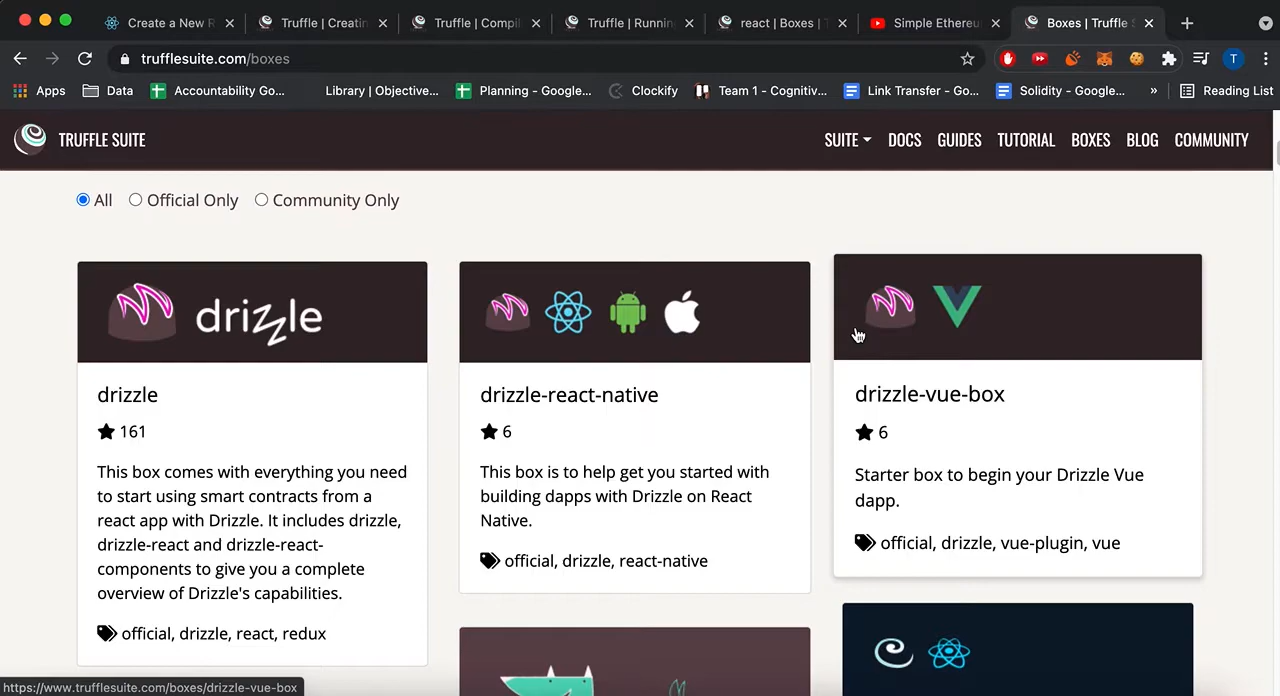 Create a New R
Truffle | Creatin
Truffle | Compil
Truffle | Runnin
react | Boxes | T
Simple Ethereu
Boxes | Truffle S
trufflesuite.com/boxes
T
Apps
Data
Accountability Go...
Library | Objective...
Planning - Google...
Clockify
Team 1 - Cognitiv...
Link Transfer - Go...
Solidity - Google...
»
Reading List
TRUFFLE SUITE
SUITE
DOCS
GUIDES
TUTORIAL
BOXES
BLOG
COMMUNITY
All
Official Only
Community Only
drizzle
drizzle
161
This box comes with everything you need
to start using smart contracts from a
react app with Drizzle. It includes drizzle,
drizzle-react and drizzle-react-
components to give you a complete
overview of Drizzle's capabilities.
official, drizzle, react, redux
drizzle-react-native
6
This box is to help get you started with
building dapps with Drizzle on React
Native.
official, drizzle, react-native
drizzle-vue-box
6
Starter box to begin your Drizzle Vue
dapp.
official, drizzle, vue-plugin, vue
https://www.trufflesuite.com/boxes/drizzle-vue-box